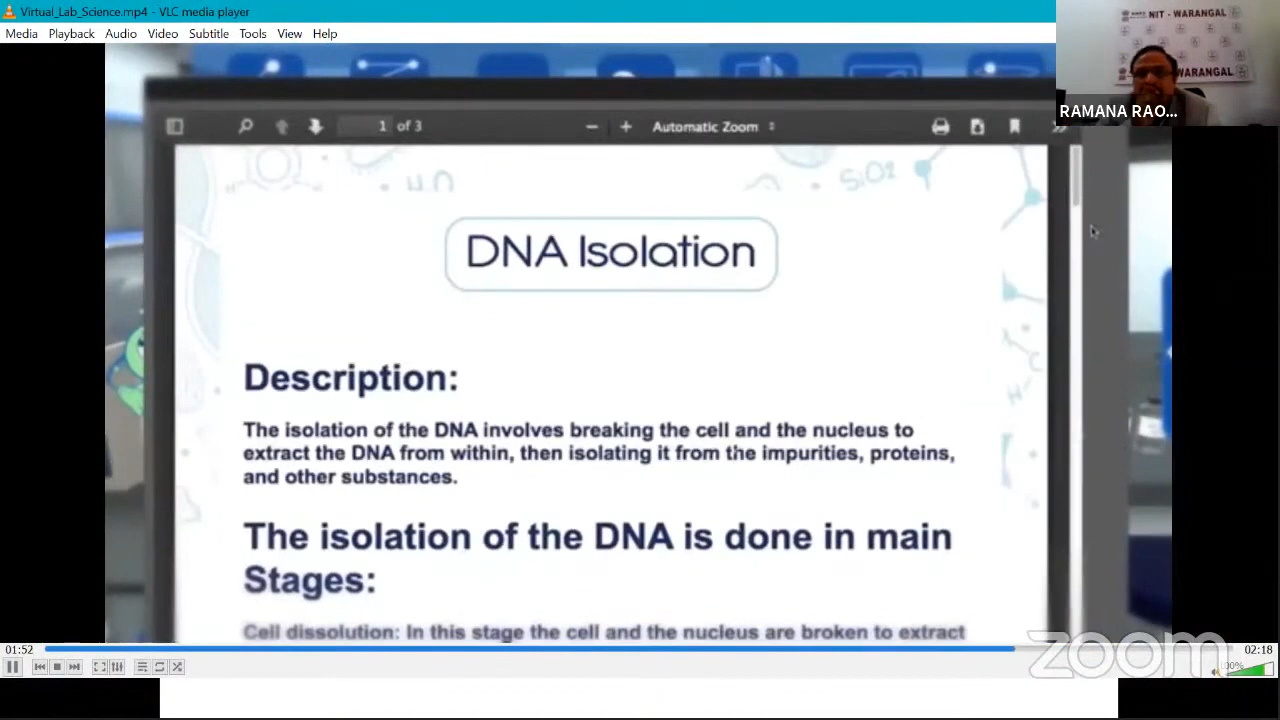 Virtual_Lab_Science.mp4 - VLC media player
Media Playback Audio Video Subtitle Tools View Help
NIT - WARANGAL
WARANGAL
RAMANA RAO...
1 of 3
Automatic Zoom
H
SiO2
DNA Isolation
Description:
The isolation of the DNA involves breaking the cell and the nucleus to
extract the DNA from within, then isolating it from the impurities, proteins,
and other substances.
The isolation of the DNA is done in main
Stages:
Cell dissolution: In this stage the cell and the nucleus are broken to extract
zoom
01:52
02:18
100%